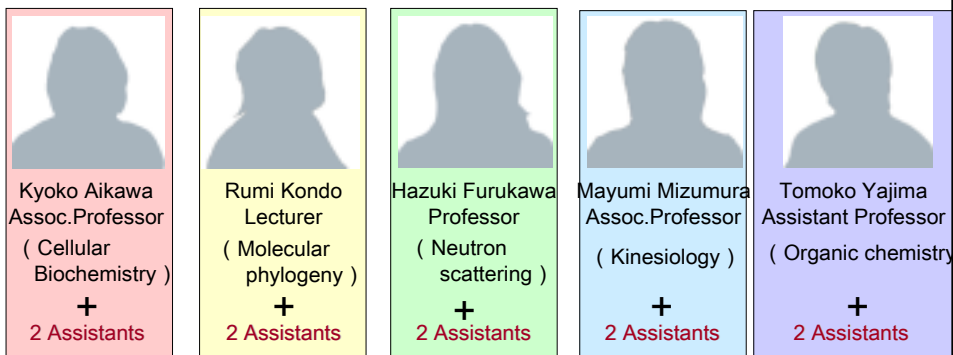 Kyoko Aikawa
Assoc.Professor
( Cellular
Biochemistry )
+
2 Assistants
Rumi Kondo
Lecturer
( Molecular
phylogeny )
+
2 Assistants
Hazuki Furukawa
Professor
( Neutron
scattering )
+
2 Assistants
Mayumi Mizumura
Assoc.Professor
( Kinesiology )
+
2 Assistants
Tomoko Yajima
Assistant Professor
( Organic chemistry
+
2 Assistants